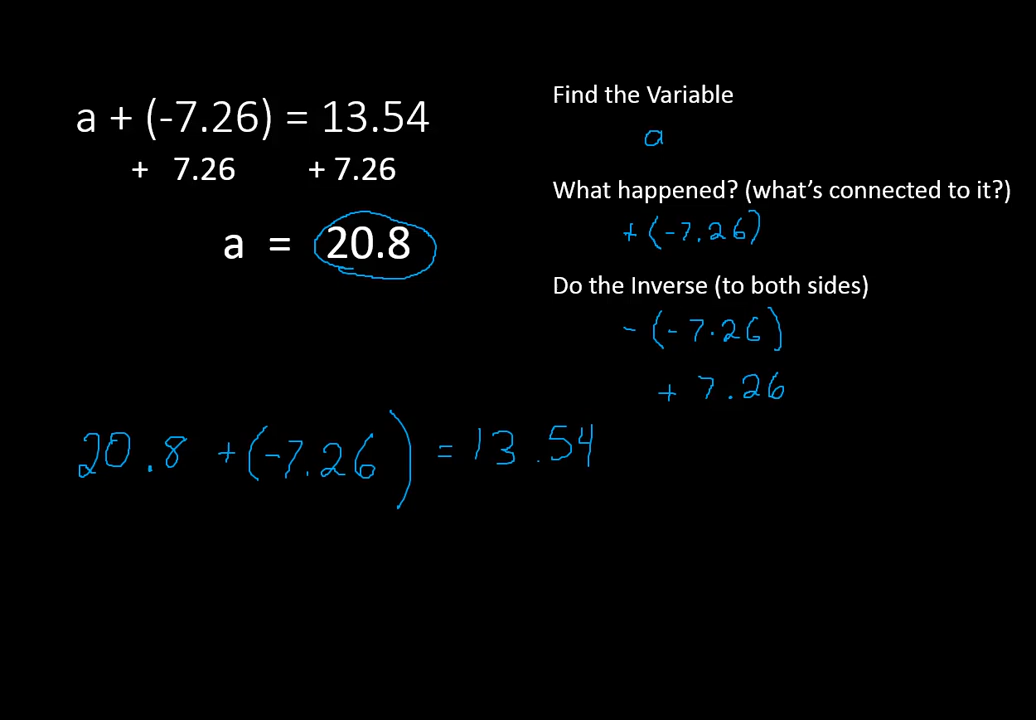 a + (-7.26) = 13.54
+ 7.26 + 7.26
a = 20.8
Find the Variable
a
What happened? (what's connected to it?)
+ (-7.26)
Do the Inverse (to both sides)
- (-7.26)
+ 7.26
20.8 + (-7.26) = 13.54